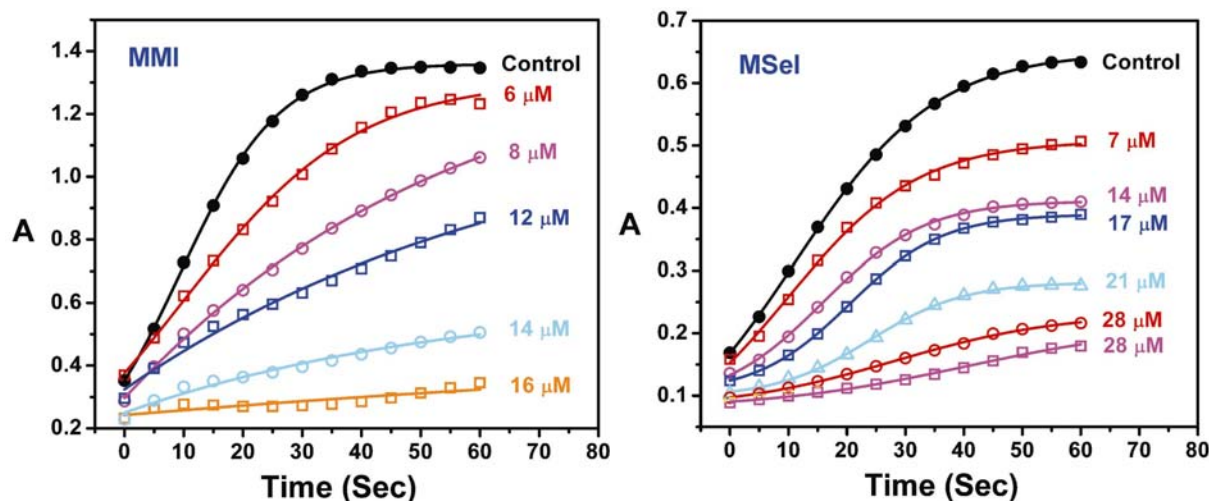 MMI
Control
6 μM
8 μM
12 μM
14 μM
16 μM
A
1.4
1.2
1.0
0.8
0.6
0.4
0.2
0 10 20 30 40 50 60 70 80
Time (Sec)
MSeI
Control
7 μM
14 μM
17 μM
21 μM
28 μM
28 μM
A
0.7
0.6
0.5
0.4
0.3
0.2
0.1
0 10 20 30 40 50 60 70 80
Time (Sec)